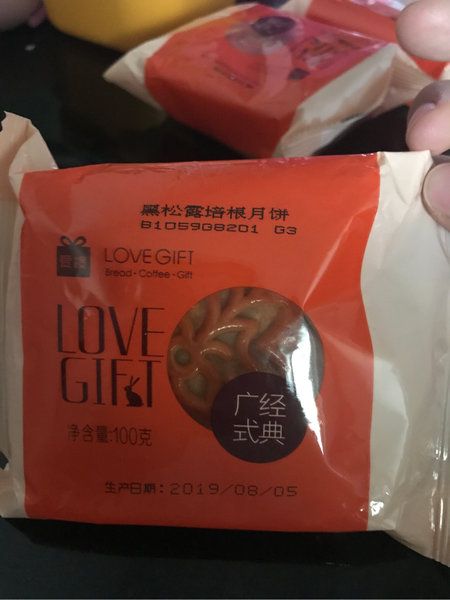 黑松露培根月饼
B1059G8201 G3
LOVE GIFT
Bread·Coffee·Gift
LOVE
GIFT
广经
式典
净含量:100克
生产日期:2019/08/05